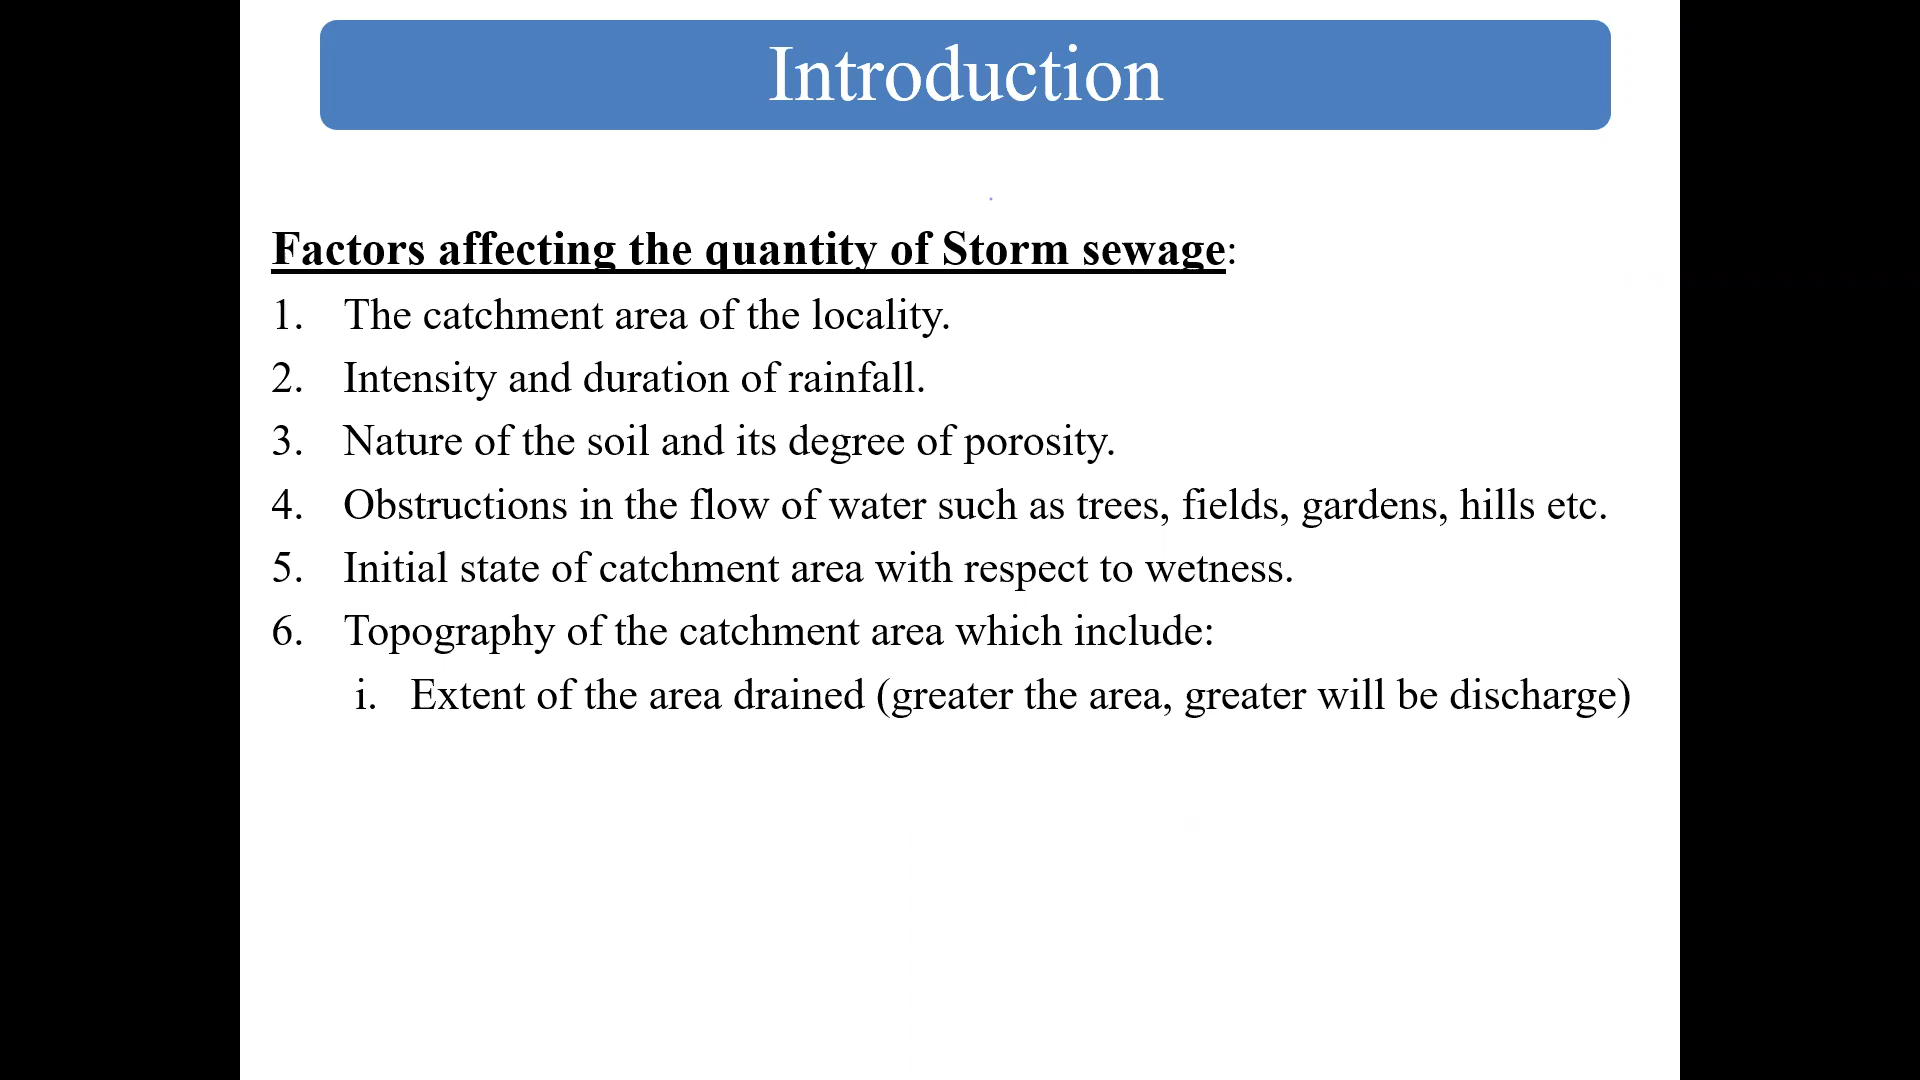 Introduction
Factors affecting the quantity of Storm sewage:
1. The catchment area of the locality.
2. Intensity and duration of rainfall.
3. Nature of the soil and its degree of porosity.
4. Obstructions in the flow of water such as trees, fields, gardens, hills etc.
5. Initial state of catchment area with respect to wetness.
6. Topography of the catchment area which include:
i. Extent of the area drained (greater the area, greater will be discharge)